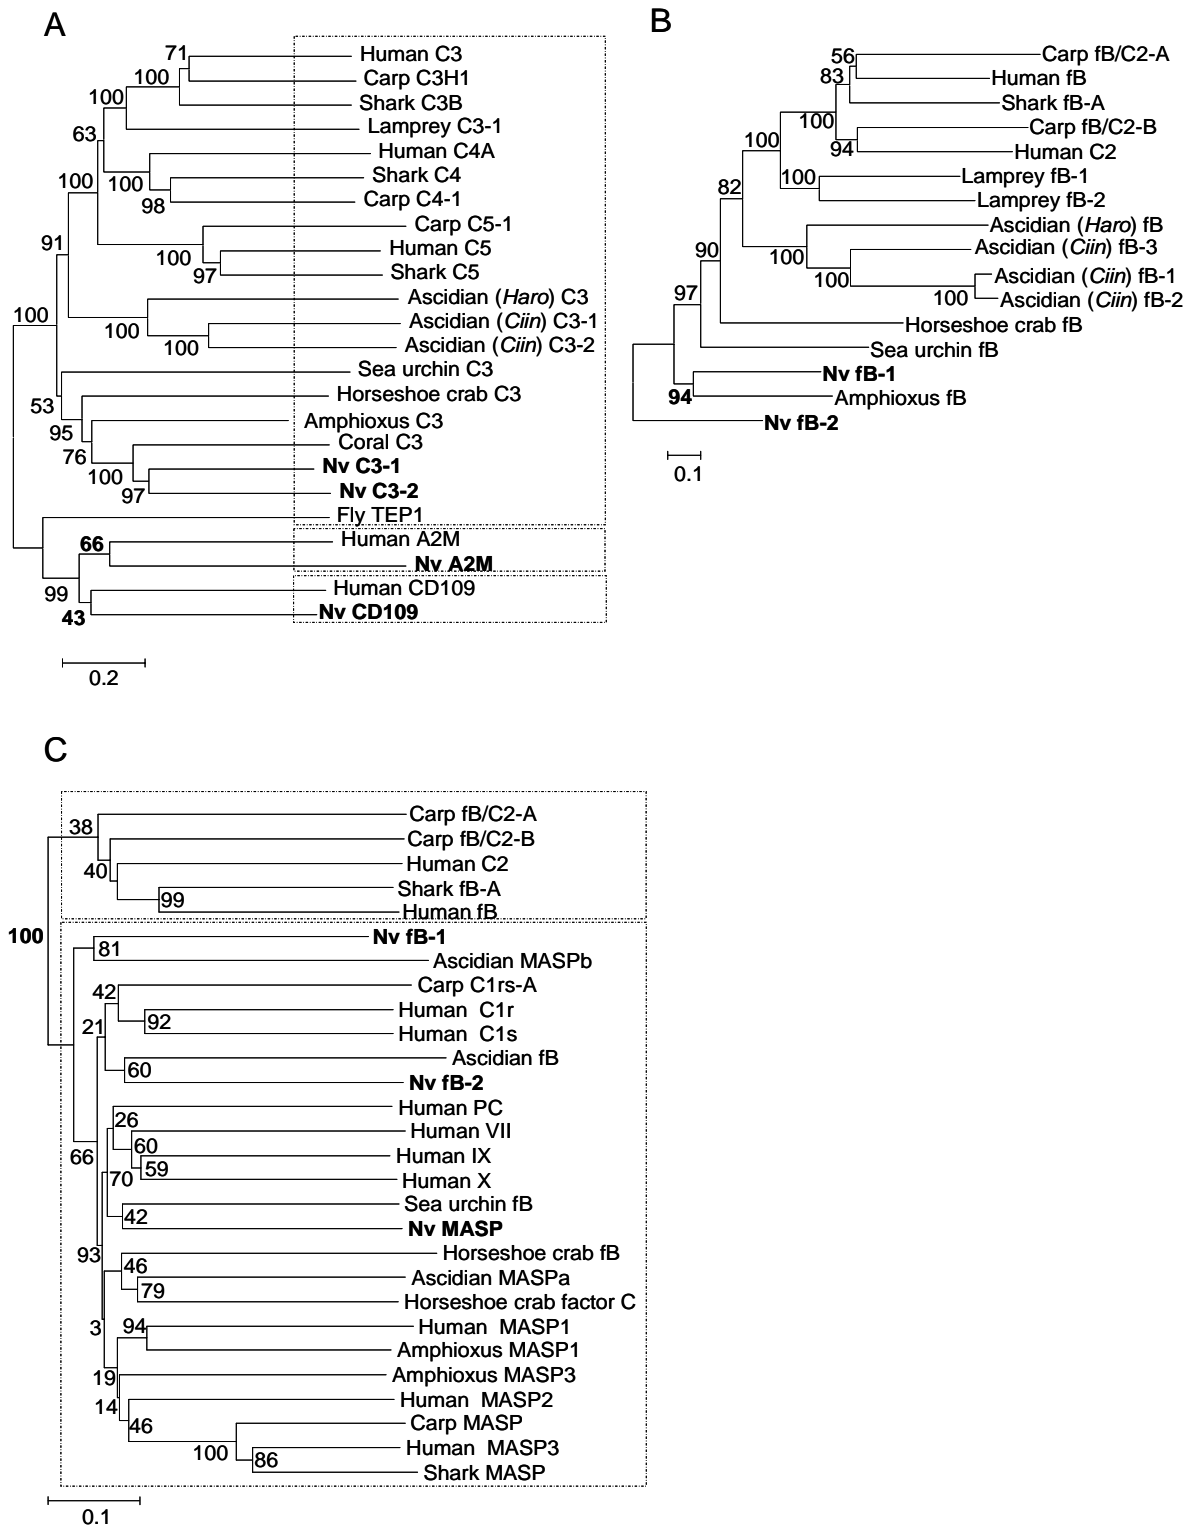 A
71
Human C3
100
Carp C3H1
100
Shark C3B
63
Lamprey C3-1
Human C4A
100
100
Shark C4
98
Carp C4-1
Carp C5-1
91
100
Human C5
97
Shark C5
Ascidian (Haro) C3
100
100
Ascidian (Ciin) C3-1
100
Ascidian (Ciin) C3-2
Sea urchin C3
53
Horseshoe crab C3
95
Amphioxus C3
76
Coral C3
100
Nv C3-1
97
Nv C3-2
Fly TEP1
66
Human A2M
Nv A2M
99
Human CD109
43
Nv CD109
0.2
B
56
Carp fB/C2-A
83
Human fB
Shark fB-A
100
Carp fB/C2-B
100
94
Human C2
100
Lamprey fB-1
82
Lamprey fB-2
Ascidian (Haro) fB
90
100
Ascidian (Ciin) fB-3
100
Ascidian (Ciin) fB-1
97
100
Ascidian (Ciin) fB-2
Horseshoe crab fB
Sea urchin fB
Nv fB-1
94
Amphioxus fB
Nv fB-2
0.1
C
38
Carp fB/C2-A
Carp fB/C2-B
40
Human C2
Shark fB-A
99
Human fB
100
Nv fB-1
81
Ascidian MASPb
42
Carp C1rs-A
Human C1r
21
92
Human C1s
Ascidian fB
60
Nv fB-2
Human PC
26
Human VII
60
66
Human IX
59
70
Human X
Sea urchin fB
42
Nv MASP
93
Horseshoe crab fB
46
Ascidian MASPa
79
Horseshoe crab factor C
3
94
Human MASP1
Amphioxus MASP1
19
Amphioxus MASP3
14
Human MASP2
46
Carp MASP
100
Human MASP3
86
Shark MASP
0.1